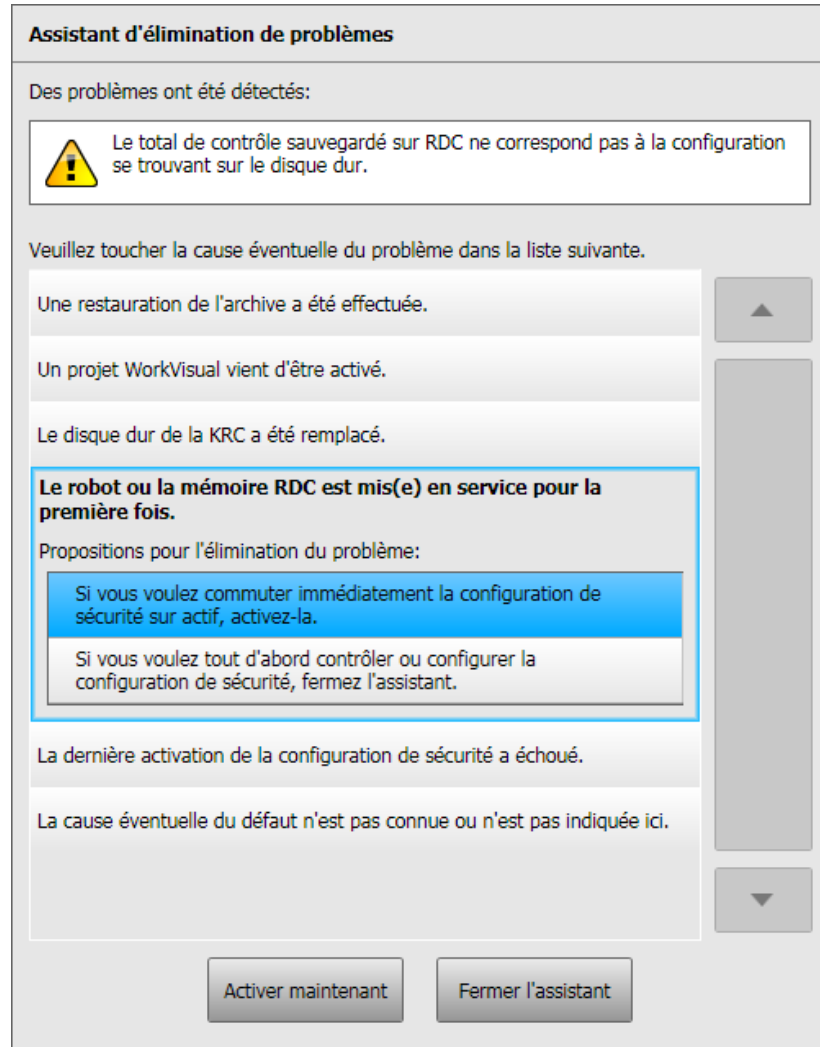 Assistant d'élimination de problèmes
Des problèmes ont été détectés:
Le total de contrôle sauvegardé sur RDC ne correspond pas à la configuration
se trouvant sur le disque dur.
Veuillez toucher la cause éventuelle du problème dans la liste suivante.
Une restauration de l'archive a été effectuée.
Un projet WorkVisual vient d'être activé.
Le disque dur de la KRC a été remplacé.
Le robot ou la mémoire RDC est mis(e) en service pour la
première fois.
Propositions pour l'élimination du problème:
Si vous voulez commuter immédiatement la configuration de
sécurité sur actif, activez-la.
Si vous voulez tout d'abord contrôler ou configurer la
configuration de sécurité, fermez l'assistant.
La dernière activation de la configuration de sécurité a échoué.
La cause éventuelle du défaut n'est pas connue ou n'est pas indiquée ici.
Activer maintenant
Fermer l'assistant